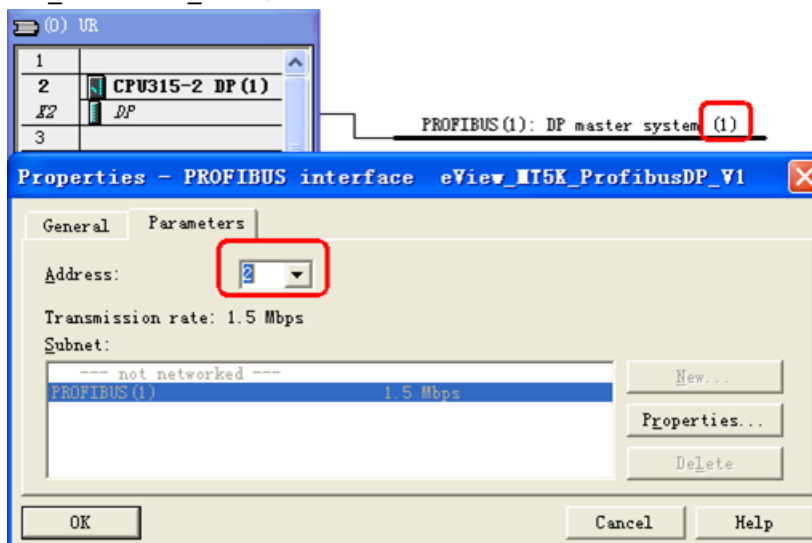 (0) UR
1
2 CPU315-2 DP(1)
X2 DP
3
PROFIBUS(1): DP master system (1)
Properties - PROFIBUS interface eView_MT5K_ProfibusDP_V1
General Parameters
Address: 2
Transmission rate: 1.5 Mbps
Subnet:
--- not networked ---
PROFIBUS(1) 1.5 Mbps
New...
Properties...
Delete
OK Cancel Help